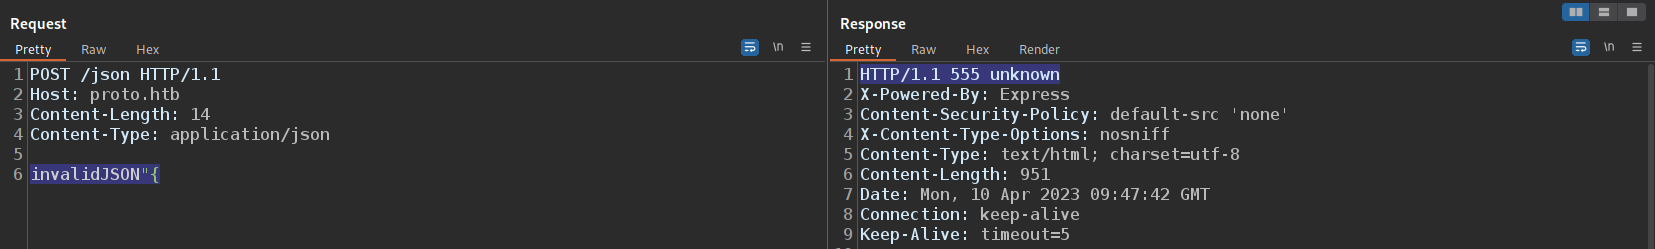 Request
Pretty Raw Hex
\n
1 POST /json HTTP/1.1
2 Host: proto.htb
3 Content-Length: 14
4 Content-Type: application/json
5
6 invalidJSON"{
Response
Pretty Raw Hex Render
\n
1 HTTP/1.1 555 unknown
2 X-Powered-By: Express
3 Content-Security-Policy: default-src 'none'
4 X-Content-Type-Options: nosniff
5 Content-Type: text/html; charset=utf-8
6 Content-Length: 951
7 Date: Mon, 10 Apr 2023 09:47:42 GMT
8 Connection: keep-alive
9 Keep-Alive: timeout=5